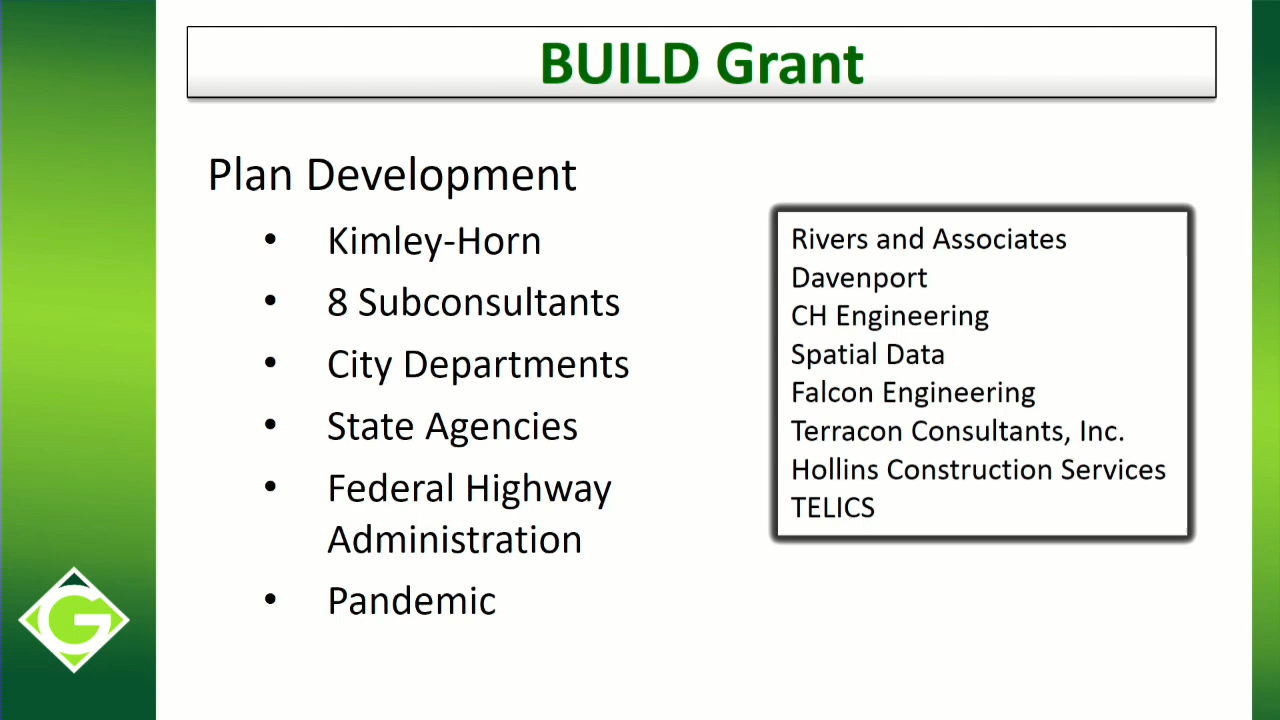 BUILD Grant
Plan Development
• Kimley-Horn
• 8 Subconsultants
• City Departments
• State Agencies
• Federal Highway
Administration
• Pandemic
Rivers and Associates
Davenport
CH Engineering
Spatial Data
Falcon Engineering
Terracon Consultants, Inc.
Hollins Construction Services
TELICS
G